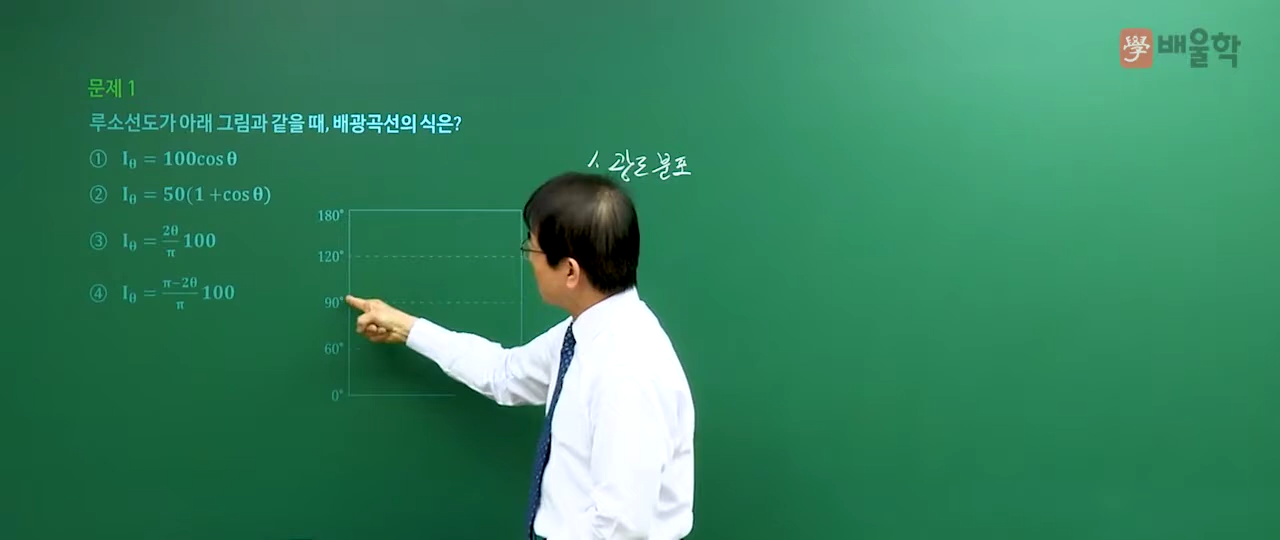 學 배울학
문제 1
루소선도가 아래 그림과 같을 때, 배광곡선의 식은?
① I_θ = 100cosθ
② I_θ = 50(1+cosθ)
③ I_θ = 2θ/π 100
④ I_θ = π−2θ/π 100
광도분포
180°
120°
90°
60°
0°